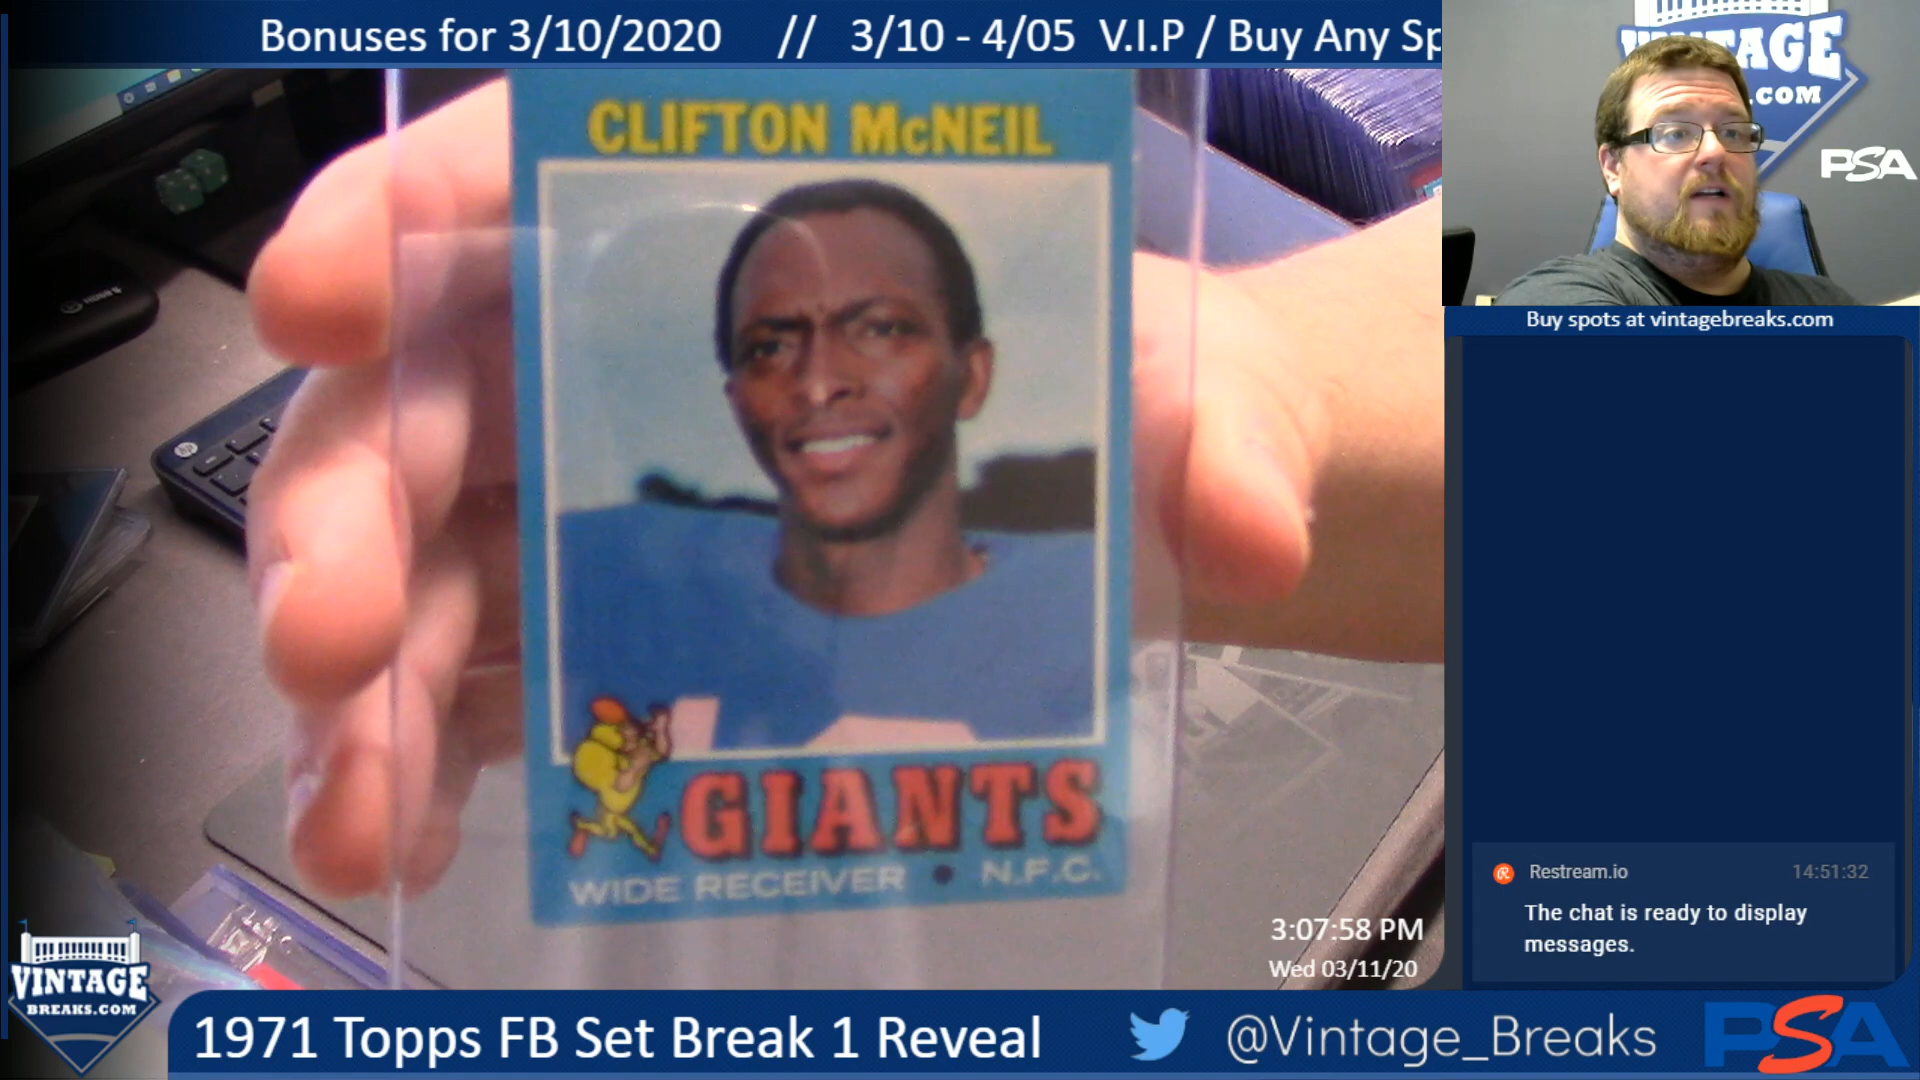 Bonuses for 3/10/2020 // 3/10 - 4/05 V.I.P / Buy Any Sp
VINTAGE
.COM
PSA
CLIFTON McNEIL
GIANTS
WIDE RECEIVER • N.F.C.
Buy spots at vintagebreaks.com
Restream.io 14:51:32
The chat is ready to display
messages.
3:07:58 PM
Wed 03/11/20
VINTAGE
BREAKS.COM
1971 Topps FB Set Break 1 Reveal
@Vintage_Breaks
PSA